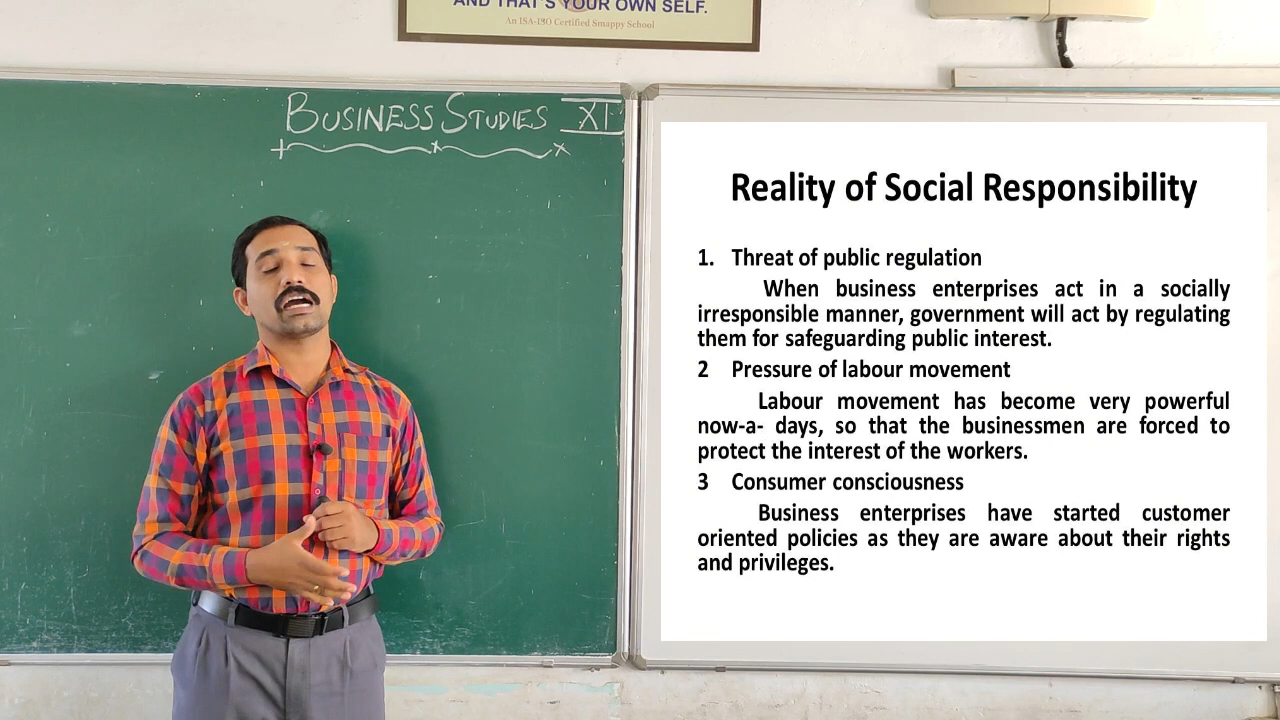 AND THAT'S YOUR OWN SELF.
An ISA-ISO Certified Smappy School
BUSINESS STUDIES XI
Reality of Social Responsibility
1. Threat of public regulation
When business enterprises act in a socially
irresponsible manner, government will act by regulating
them for safeguarding public interest.
2 Pressure of labour movement
Labour movement has become very powerful
now-a- days, so that the businessmen are forced to
protect the interest of the workers.
3 Consumer consciousness
Business enterprises have started customer
oriented policies as they are aware about their rights
and privileges.